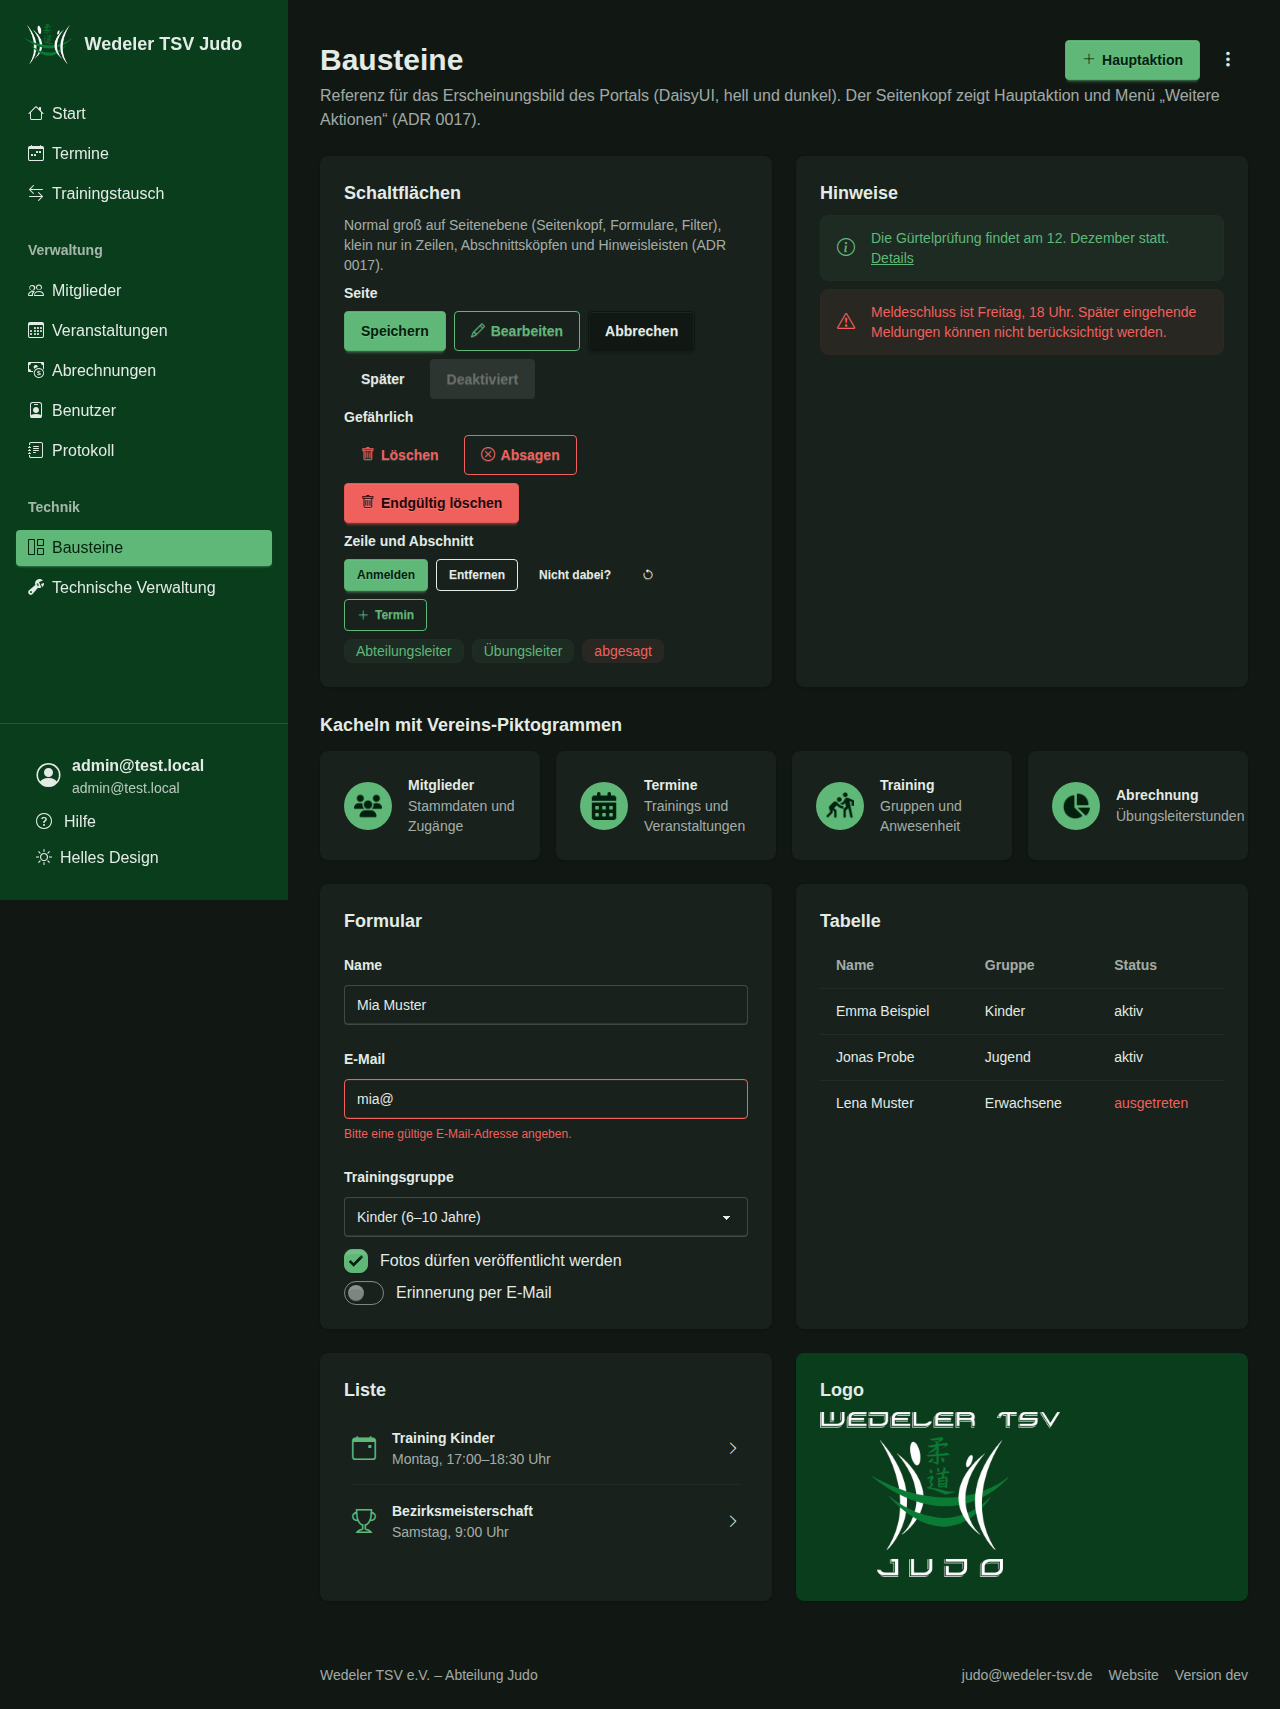 Wedeler TSV Judo
Start
Termine
Trainingstausch
Verwaltung
Mitglieder
Veranstaltungen
Abrechnungen
Benutzer
Protokoll
Technik
Bausteine
Technische Verwaltung
admin@test.local
admin@test.local
Hilfe
Helles Design
Bausteine
Hauptaktion
Referenz für das Erscheinungsbild des Portals (DaisyUI, hell und dunkel). Der Seitenkopf zeigt Hauptaktion und Menü „Weitere
Aktionen“ (ADR 0017).
Schaltflächen
Normal groß auf Seitenebene (Seitenkopf, Formulare, Filter),
klein nur in Zeilen, Abschnittsköpfen und Hinweisleisten (ADR
0017).
Seite
Speichern Bearbeiten Abbrechen
Später Deaktiviert
Gefährlich
Löschen Absagen
Endgültig löschen
Zeile und Abschnitt
Anmelden Entfernen Nicht dabei?
Termin
Abteilungsleiter Übungsleiter abgesagt
Hinweise
Die Gürtelprüfung findet am 12. Dezember statt.
Details
Meldeschluss ist Freitag, 18 Uhr. Später eingehende
Meldungen können nicht berücksichtigt werden.
Kacheln mit Vereins-Piktogrammen
Mitglieder
Stammdaten und
Zugänge
Termine
Trainings und
Veranstaltungen
Training
Gruppen und
Anwesenheit
Abrechnung
Übungsleiterstunden
Formular
Name
Mia Muster
E-Mail
mia@
Bitte eine gültige E-Mail-Adresse angeben.
Trainingsgruppe
Kinder (6–10 Jahre)
Fotos dürfen veröffentlicht werden
Erinnerung per E-Mail
Tabelle
Name Gruppe Status
Emma Beispiel Kinder aktiv
Jonas Probe Jugend aktiv
Lena Muster Erwachsene ausgetreten
Liste
Training Kinder
Montag, 17:00–18:30 Uhr
Bezirksmeisterschaft
Samstag, 9:00 Uhr
Logo
WEDELER TSV
柔
道
JUDO
Wedeler TSV e.V. – Abteilung Judo
judo@wedeler-tsv.de Website Version dev